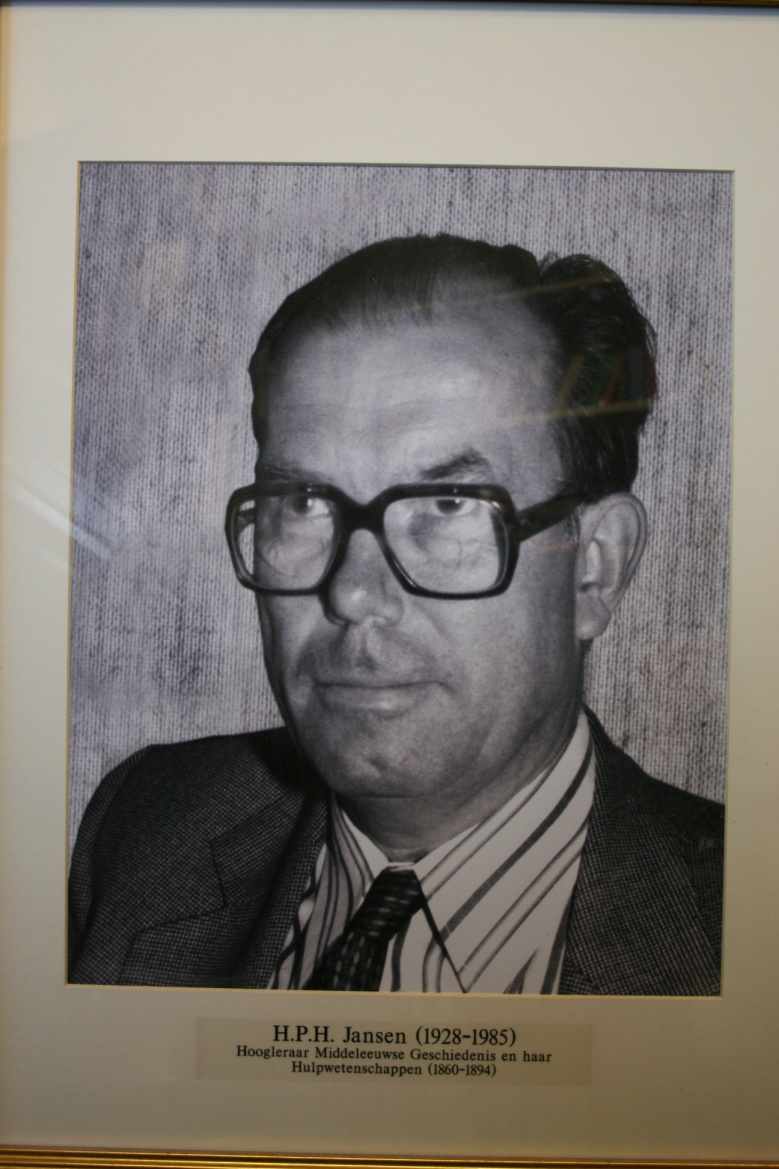 H.P.H. Jansen (1928-1985)
Hoogleraar Middeleeuwse Geschiedenis en haar
Hulpwetenschappen (1860-1894)